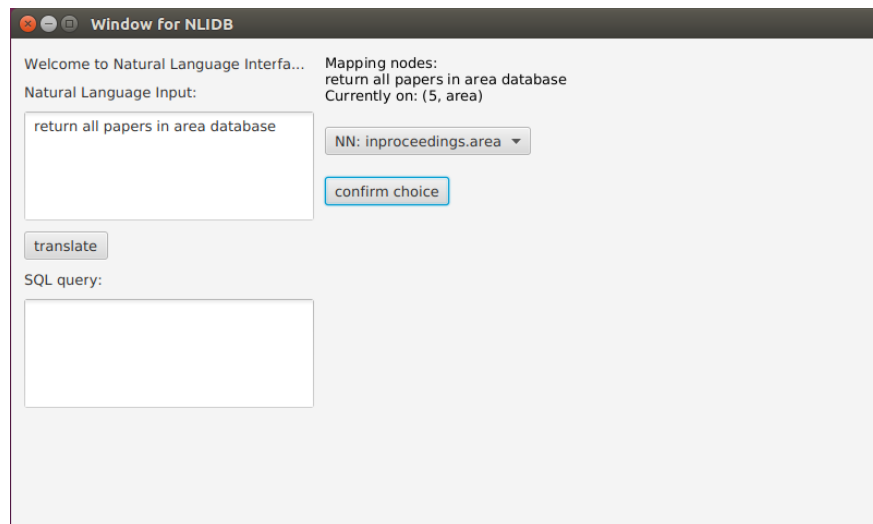 Window for NLIDB
Welcome to Natural Language Interfa...
Natural Language Input:
return all papers in area database
translate
SQL query:
Mapping nodes:
return all papers in area database
Currently on: (5, area)
NN: inproceedings.area
confirm choice